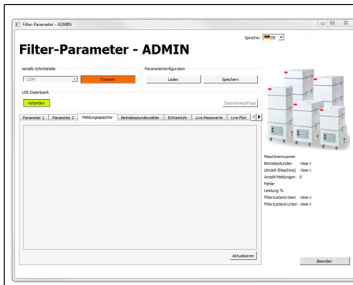 Filter-Parameter - ADMIN
Sprache: DE
Filter-Parameter - ADMIN
serielle Schnittstelle
Parameterkonfiguration
COM
Trennen
Laden
Speichern
USB-Datenbank
Verbinden
Datenbankabfrage
Parameter 1
Parameter 2
Meldungsspeicher
Betriebsstundenzähler
Echtzeituhr
Live-Messwerte
Live-Plot
Maschinennummer
Betriebsstunden <leer>
Uhrzeit (Maschine) <leer>
Anzahl Meldungen 0
Fehler
Leistung %
Filterzustand oben <leer>
Filterzustand unten <leer>
Aktualisieren
Beenden